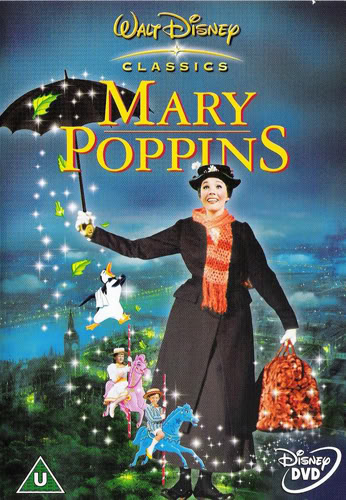 WALT DISNEY
CLASSICS
MARY
POPPINS
U
DISNEY
DVD